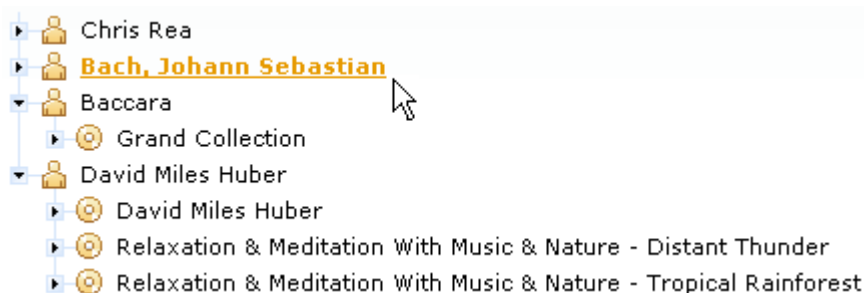 Chris Rea
Bach, Johann Sebastian
Baccara
Grand Collection
David Miles Huber
David Miles Huber
Relaxation & Meditation With Music & Nature - Distant Thunder
Relaxation & Meditation With Music & Nature - Tropical Rainforest